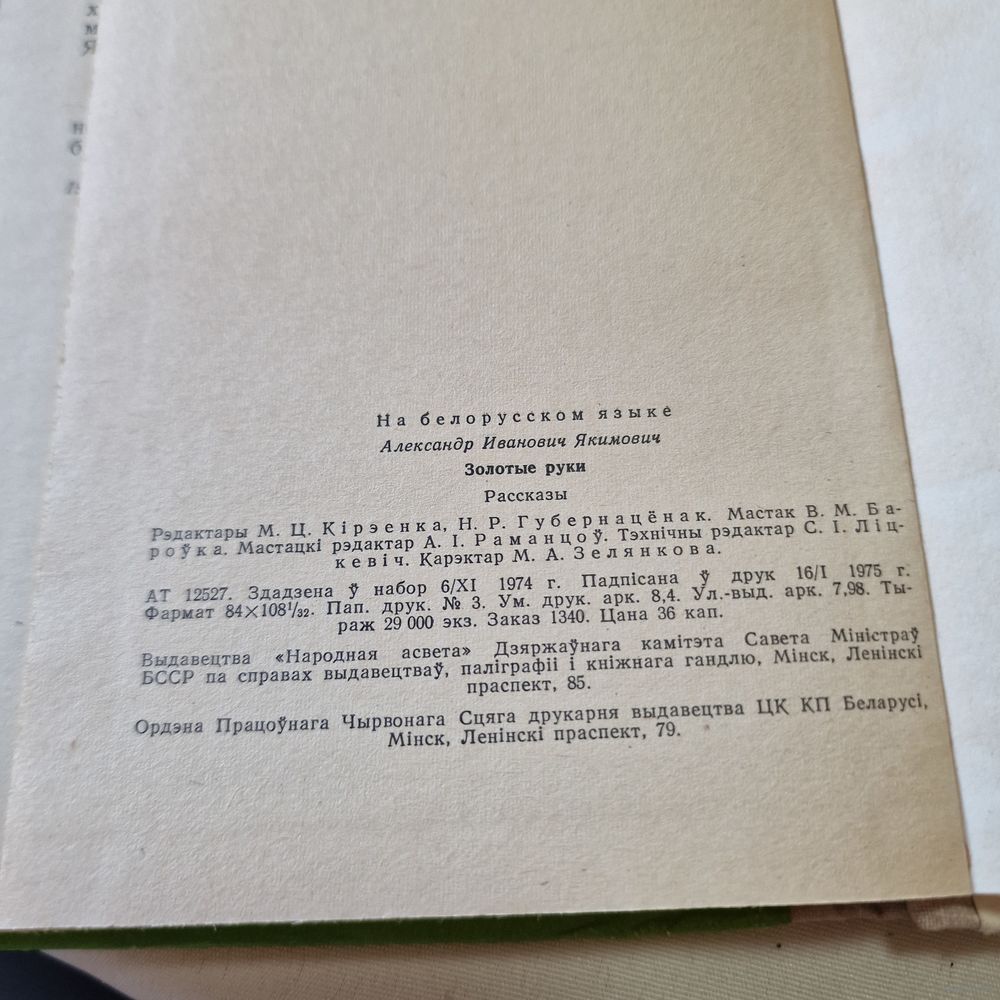 х
м
Я
н
б
На белорусском языке
Александр Иванович Якимович
Золотые руки
Рассказы
Рэдактары М. Ц. Кірэенка, Н. Р. Губернацёнак. Мастак В. М. Ба-
роўка. Мастацкі рэдактар А. І. Раманцоў. Тэхнічны рэдактар С. І. Ліц-
кевіч. Карэктар М. А. Зелянкова.
АТ 12527. Здадзена ў набор 6/XI 1974 г. Падпісана ў друк 16/I 1975 г.
Фармат 84×108¹/₃₂. Пап. друк. № 3. Ум. друк. арк. 8,4. Ул.-выд. арк. 7,98. Ты-
раж 29 000 экз. Заказ 1340. Цана 36 кап.
Выдавецтва «Народная асвета» Дзяржаўнага камітэта Савета Міністраў
БССР па справах выдавецтваў, паліграфіі і кніжнага гандлю, Мінск, Ленінскі
праспект, 85.
Ордэна Працоўнага Чырвонага Сцяга друкарня выдавецтва ЦК КП Беларусі,
Мінск, Ленінскі праспект, 79.